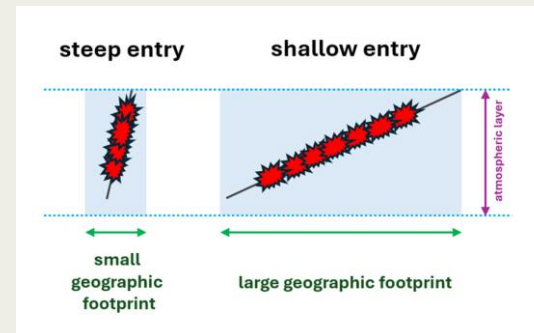 steep entry
shallow entry
atmospheric layer
small
geographic
footprint
large geographic footprint